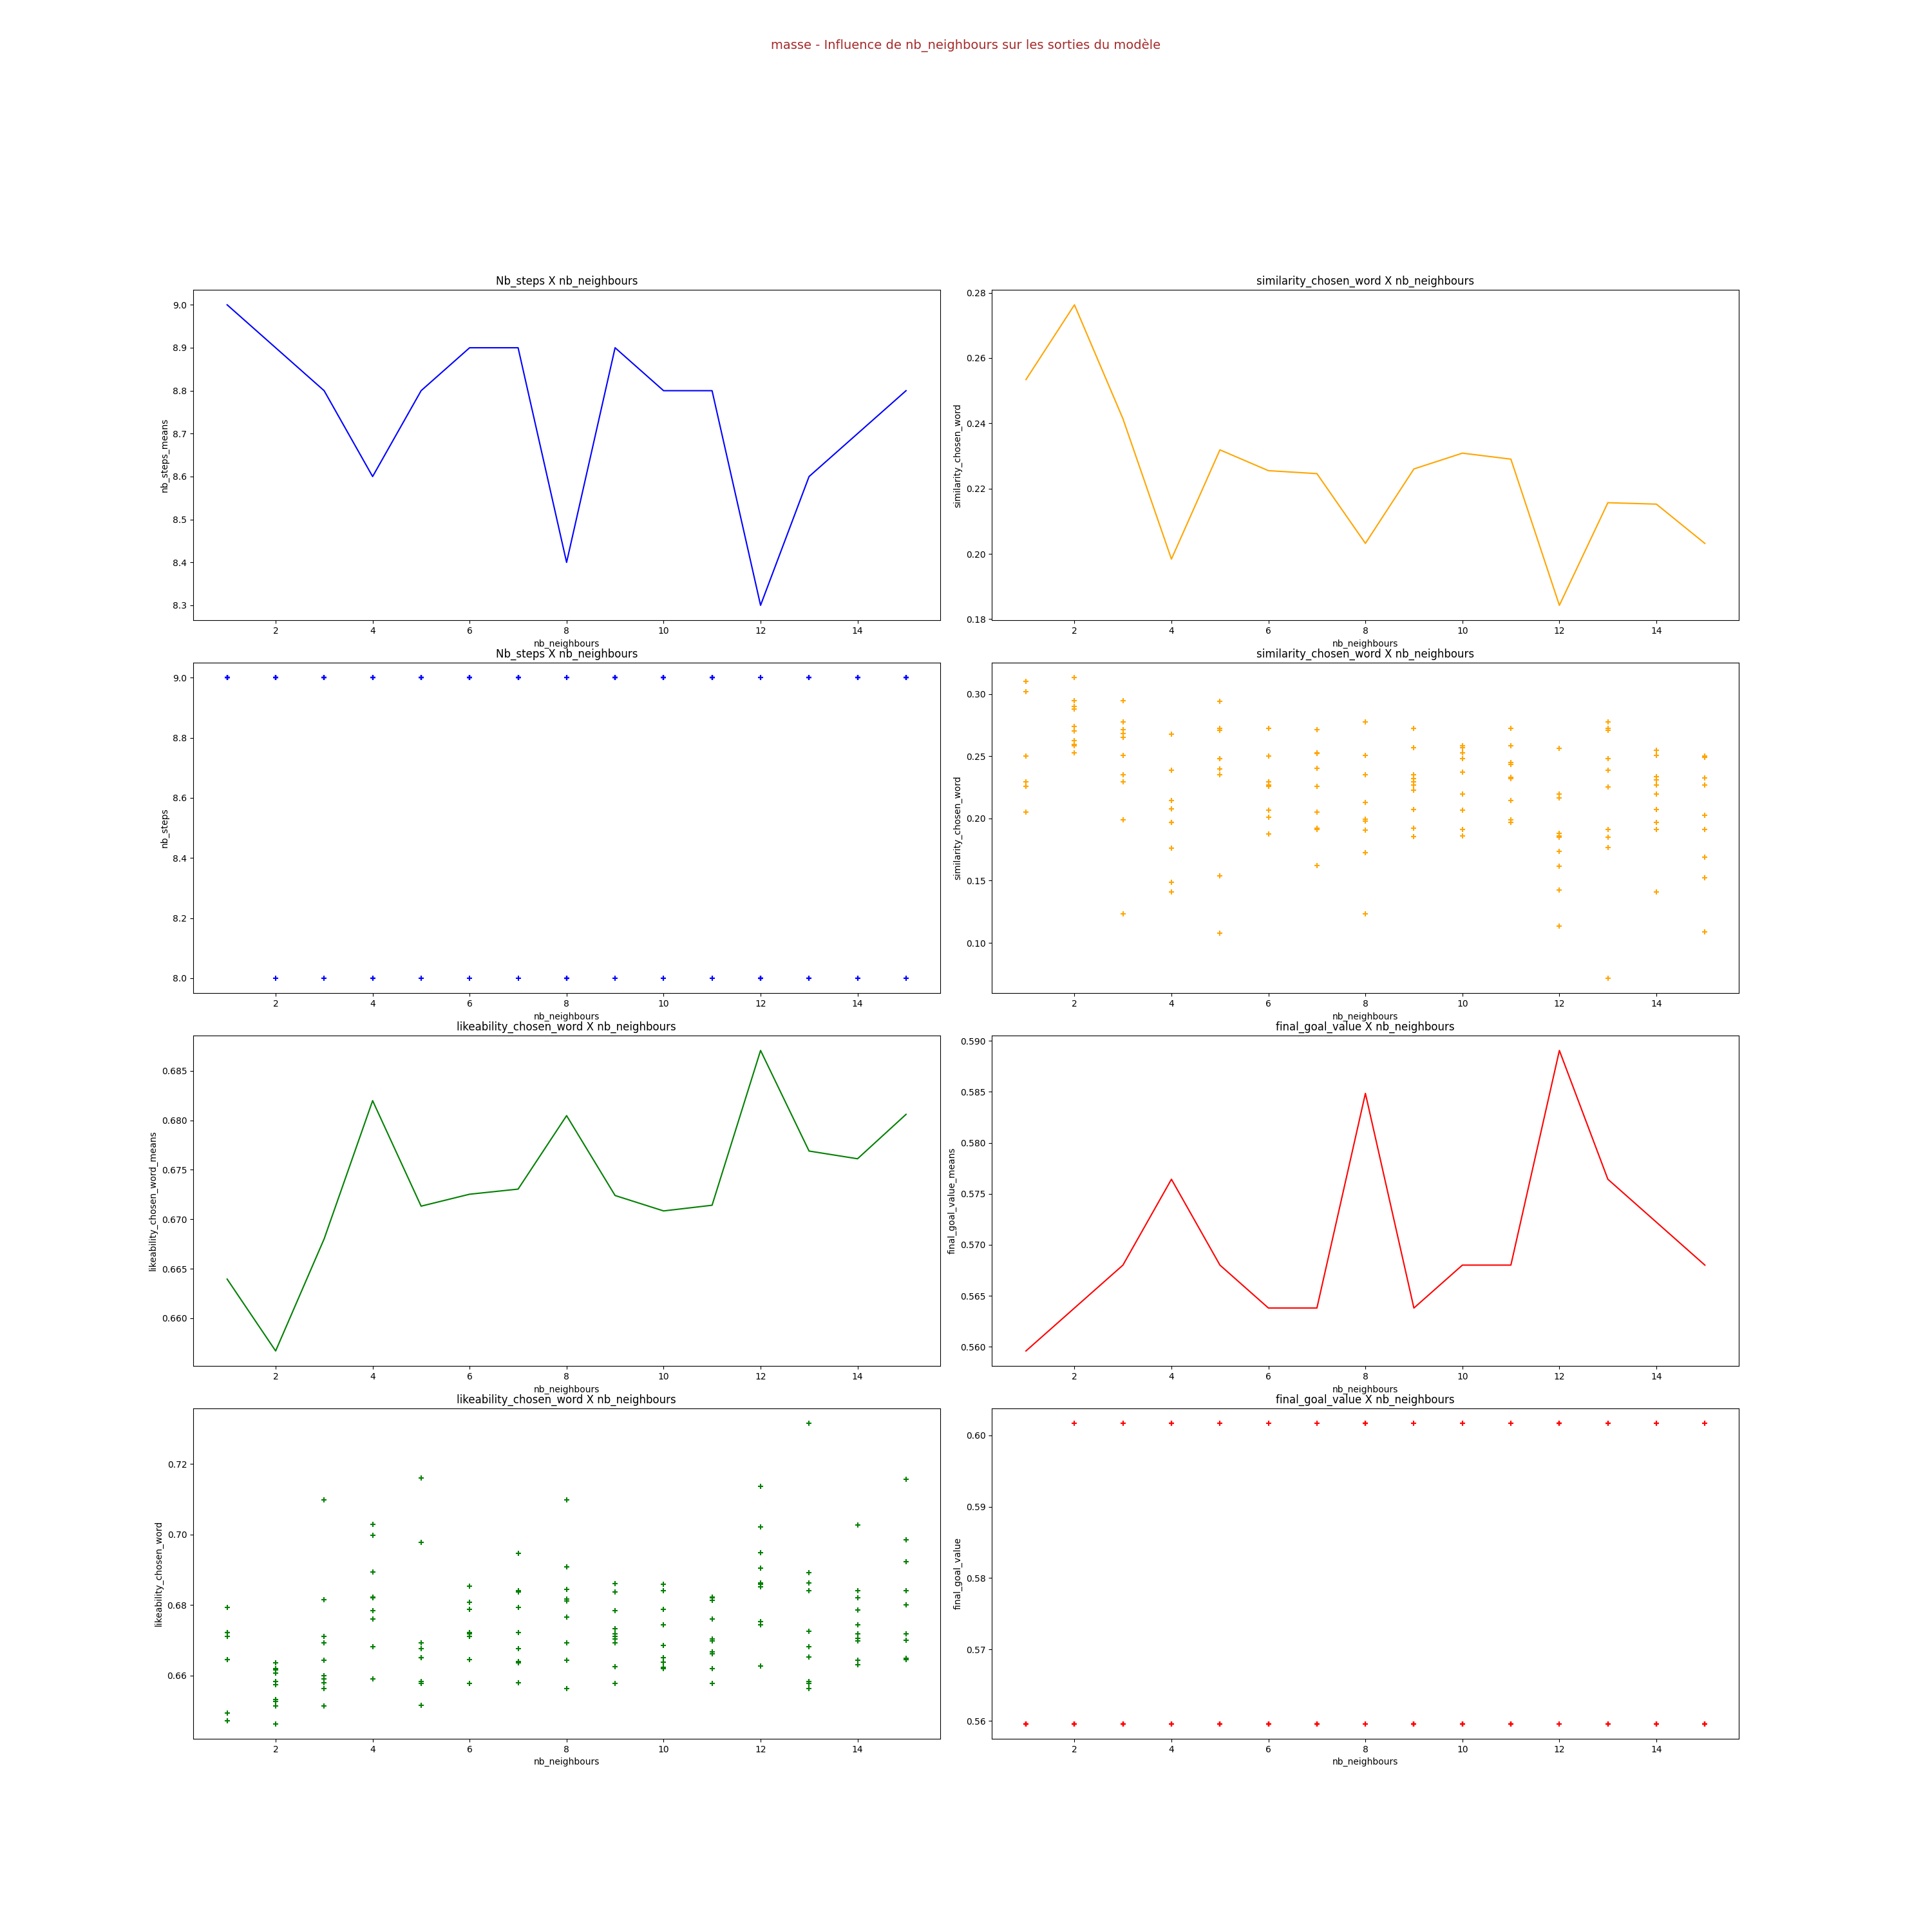 masse - Influence de nb_neighbours sur les sorties du modèle
Nb_steps X nb_neighbours
nb_steps_means
9.0
8.9
8.8
8.7
8.6
8.5
8.4
8.3
2 4 6 8 10 12 14
nb_neighbours
similarity_chosen_word X nb_neighbours
similarity_chosen_word
0.28
0.26
0.24
0.22
0.20
0.18
2 4 6 8 10 12 14
nb_neighbours
Nb_steps X nb_neighbours
nb_steps
9.0
8.8
8.6
8.4
8.2
8.0
2 4 6 8 10 12 14
nb_neighbours
similarity_chosen_word X nb_neighbours
similarity_chosen_word
0.30
0.25
0.20
0.15
0.10
2 4 6 8 10 12 14
nb_neighbours
likeability_chosen_word X nb_neighbours
likeability_chosen_word_means
0.685
0.680
0.675
0.670
0.665
0.660
2 4 6 8 10 12 14
nb_neighbours
final_goal_value X nb_neighbours
final_goal_value_means
0.590
0.585
0.580
0.575
0.570
0.565
0.560
2 4 6 8 10 12 14
nb_neighbours
likeability_chosen_word X nb_neighbours
likeability_chosen_word
0.72
0.70
0.68
0.66
2 4 6 8 10 12 14
nb_neighbours
final_goal_value X nb_neighbours
final_goal_value
0.60
0.59
0.58
0.57
0.56
2 4 6 8 10 12 14
nb_neighbours